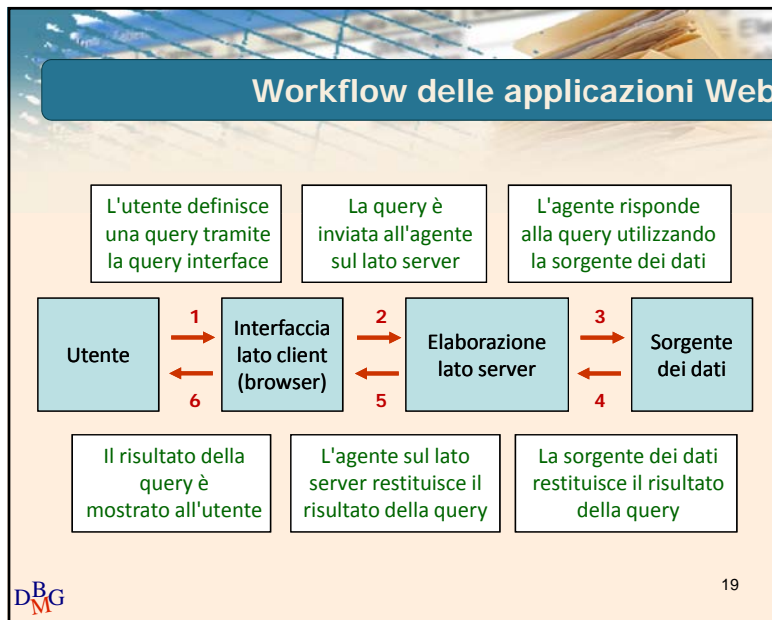 Workflow delle applicazioni Web
L'utente definisce
una query tramite
la query interface
La query è
inviata all'agente
sul lato server
L'agente risponde
alla query utilizzando
la sorgente dei dati
1
2
3
Utente
Interfaccia
lato client
(browser)
Elaborazione
lato server
Sorgente
dei dati
6
5
4
Il risultato della
query è
mostrato all'utente
L'agente sul lato
server restituisce il
risultato della query
La sorgente dei dati
restituisce il risultato
della query
DBMG
19